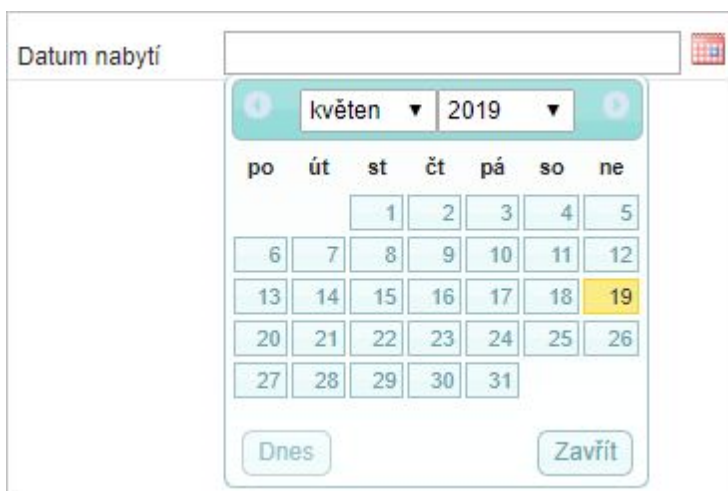 Datum nabytí
květen 2019
po út st čt pá so ne
1 2 3 4 5
6 7 8 9 10 11 12
13 14 15 16 17 18 19
20 21 22 23 24 25 26
27 28 29 30 31
Dnes Zavřít